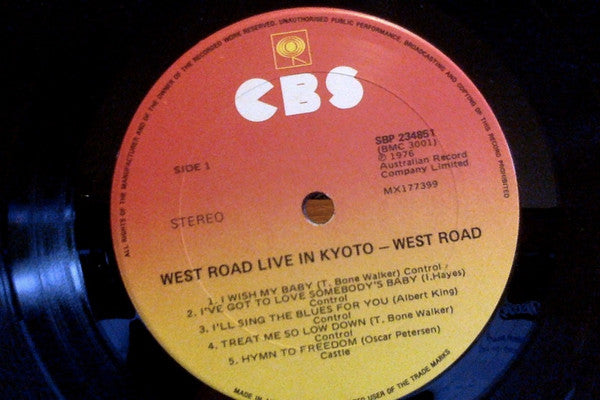 ALL RIGHTS OF THE MANUFACTURER AND OF THE OWNER OF THE RECORDED WORK RESERVED. UNAUTHORISED PUBLIC PERFORMANCE, BROADCASTING AND COPYING OF THIS RECORD PROHIBITED
CBS
SBP 234851
(BMC 3001)
℗ 1976
Australian Record
Company Limited
MX177399
SIDE 1
STEREO
WEST ROAD LIVE IN KYOTO – WEST ROAD
1. I WISH MY BABY (T. Bone Walker) Control
2. I'VE GOT TO LOVE SOMEBODY'S BABY (I.Hayes)
Control
3. I'LL SING THE BLUES FOR YOU (Albert King)
Control
4. TREAT ME SO LOW DOWN (T. Bone Walker)
Control
5. HYMN TO FREEDOM (Oscar Petersen)
Castle
MADE IN
USER OF THE TRADE MARKS